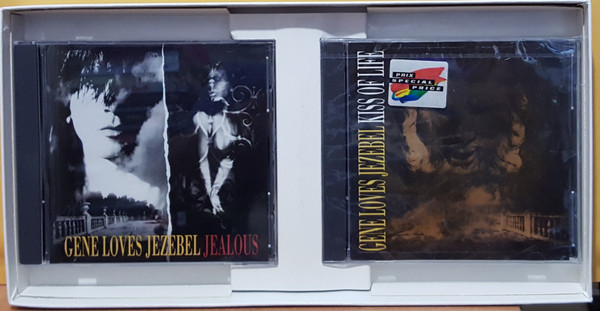 GENE LOVES JEZEBEL JEALOUS
GENE LOVES JEZEBEL KISS OF LIFE
PRIX
SPECIAL
PRICE